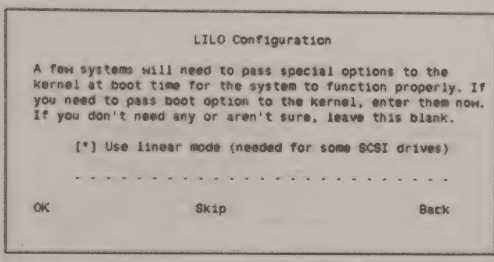 LILO Configuration
A few systems will need to pass special options to the
kernel at boot time for the system to function properly. If
you need to pass boot option to the kernel, enter them now.
If you don't need any or aren't sure, leave this blank.
[*] Use linear mode (needed for some SCSI drives)
OK Skip Back